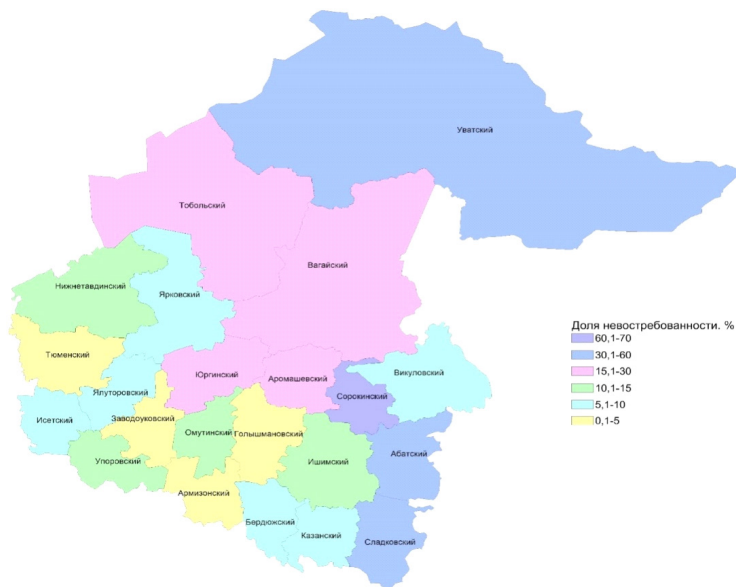 Уватский
Тобольский
Вагайский
Нижнетавдинский
Ярковский
Доля невостребованности. %
60,1-70
30,1-60
15,1-30
10,1-15
5,1-10
0,1-5
Тюменский
Юргинский
Аромашевский
Викуловский
Ялуторовский
Сорокинский
Исетский
Заводоуковский
Омутинский
Голышмановский
Абатский
Упоровский
Ишимский
Армизонский
Бердюжский
Казанский
Сладковский